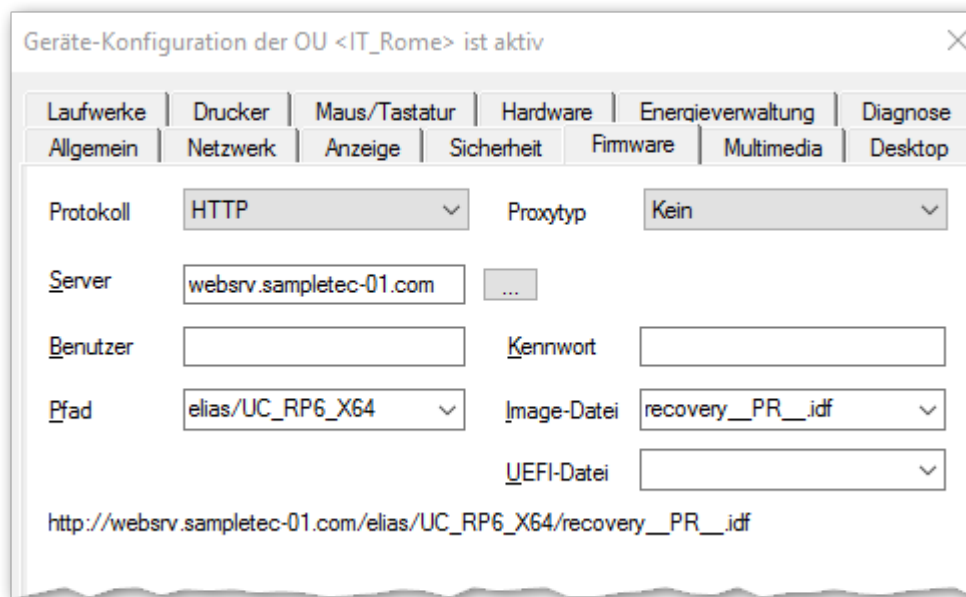 Geräte-Konfiguration der OU <IT_Rome> ist aktiv
Laufwerke Drucker Maus/Tastatur Hardware Energieverwaltung Diagnose
Allgemein Netzwerk Anzeige Sicherheit Firmware Multimedia Desktop
Protokoll HTTP Proxytyp Kein
Server websrv.sampletec-01.com ...
Benutzer Kennwort
Pfad elias/UC_RP6_X64 Image-Datei recovery__PR__.idf
UEFI-Datei
http://websrv.sampletec-01.com/elias/UC_RP6_X64/recovery__PR__.idf